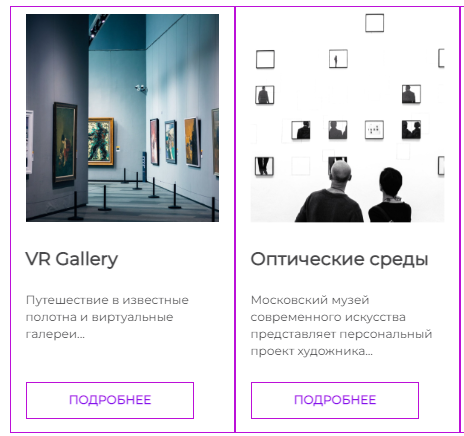 VR Gallery
Путешествие в известные
полотна и виртуальные
галереи...
ПОДРОБНЕЕ
Оптические среды
Московский музей
современного искусства
представляет персональный
проект художника...
ПОДРОБНЕЕ